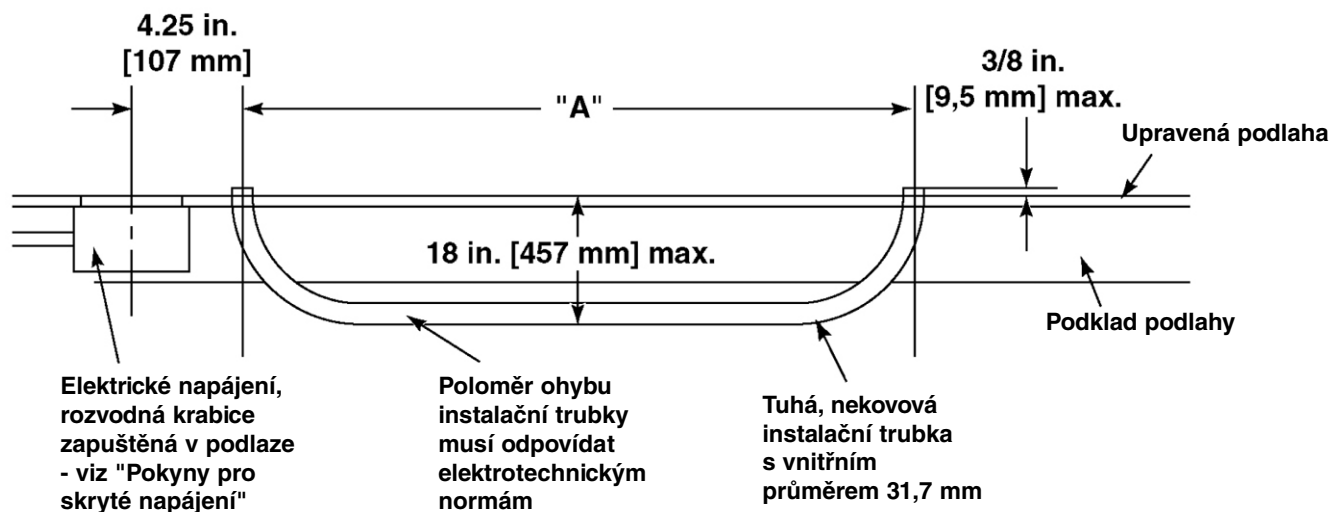 4.25 in.
[107 mm]
"A"
3/8 in.
[9,5 mm] max.
Upravená podlaha
18 in. [457 mm] max.
Podklad podlahy
Elektrické napájení,
rozvodná krabice
zapuštěná v podlaze
- viz "Pokyny pro
skryté napájení"
Poloměr ohybu
instalační trubky
musí odpovídat
elektrotechnickým
normám
Tuhá, nekovová
instalační trubka
s vnitřním
průměrem 31,7 mm